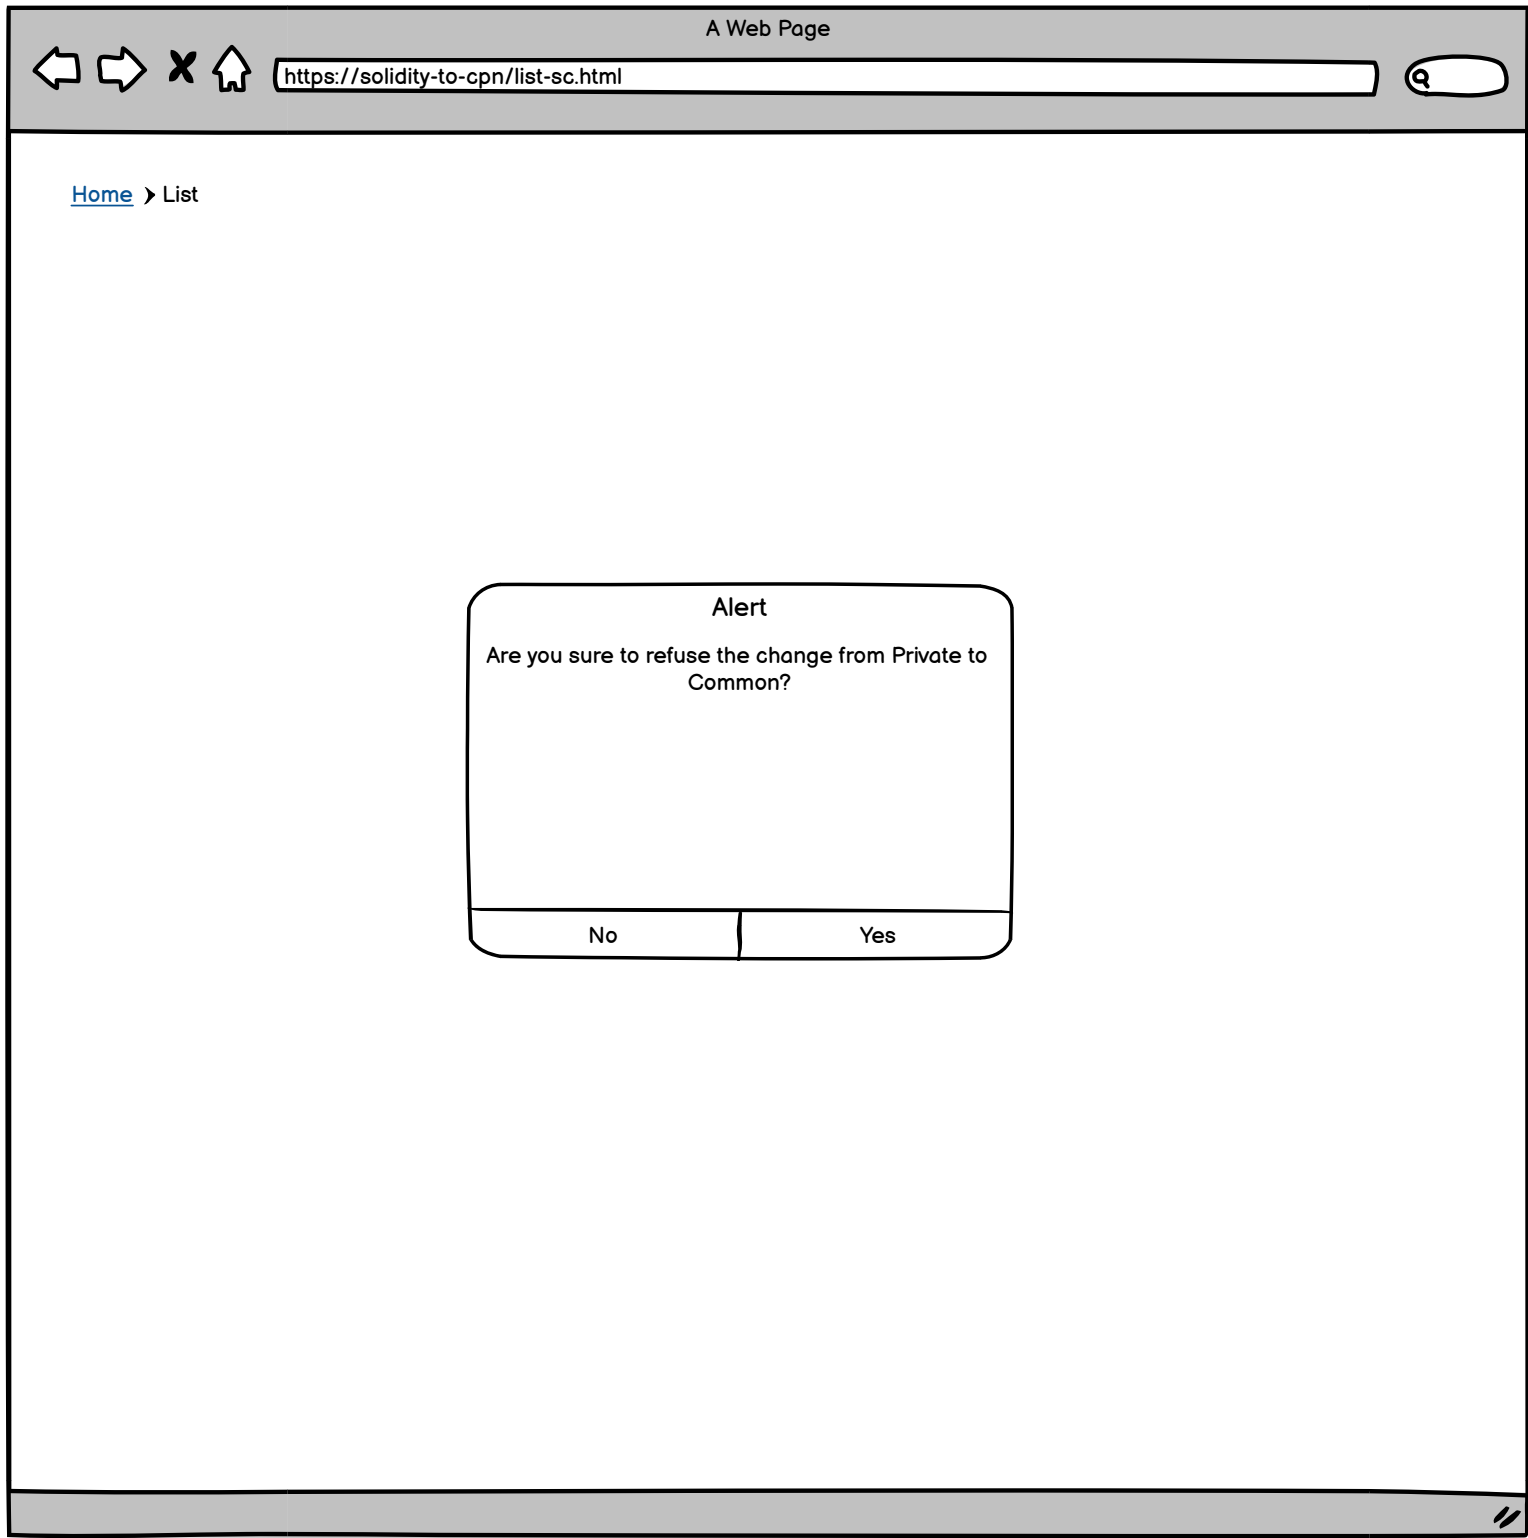 A Web Page
https://solidity-to-cpn/list-sc.html
Home List
Alert
Are you sure to refuse the change from Private to
Common?
No Yes